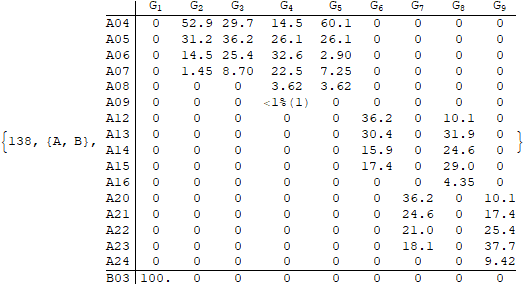 G₁ G₂ G₃ G₄ G₅ G₆ G₇ G₈ G₉
A04 0 52.9 29.7 14.5 60.1 0 0 0 0
A05 0 31.2 36.2 26.1 26.1 0 0 0 0
A06 0 14.5 25.4 32.6 2.90 0 0 0 0
A07 0 1.45 8.70 22.5 7.25 0 0 0 0
A08 0 0 0 3.62 3.62 0 0 0 0
A09 0 0 0 <1%(1) 0 0 0 0 0
A12 0 0 0 0 0 36.2 0 10.1 0
{138, {A, B}, A13 0 0 0 0 0 30.4 0 31.9 0 }
A14 0 0 0 0 0 15.9 0 24.6 0
A15 0 0 0 0 0 17.4 0 29.0 0
A16 0 0 0 0 0 0 0 4.35 0
A20 0 0 0 0 0 0 36.2 0 10.1
A21 0 0 0 0 0 0 24.6 0 17.4
A22 0 0 0 0 0 0 21.0 0 25.4
A23 0 0 0 0 0 0 18.1 0 37.7
A24 0 0 0 0 0 0 0 0 9.42
B03 100. 0 0 0 0 0 0 0 0